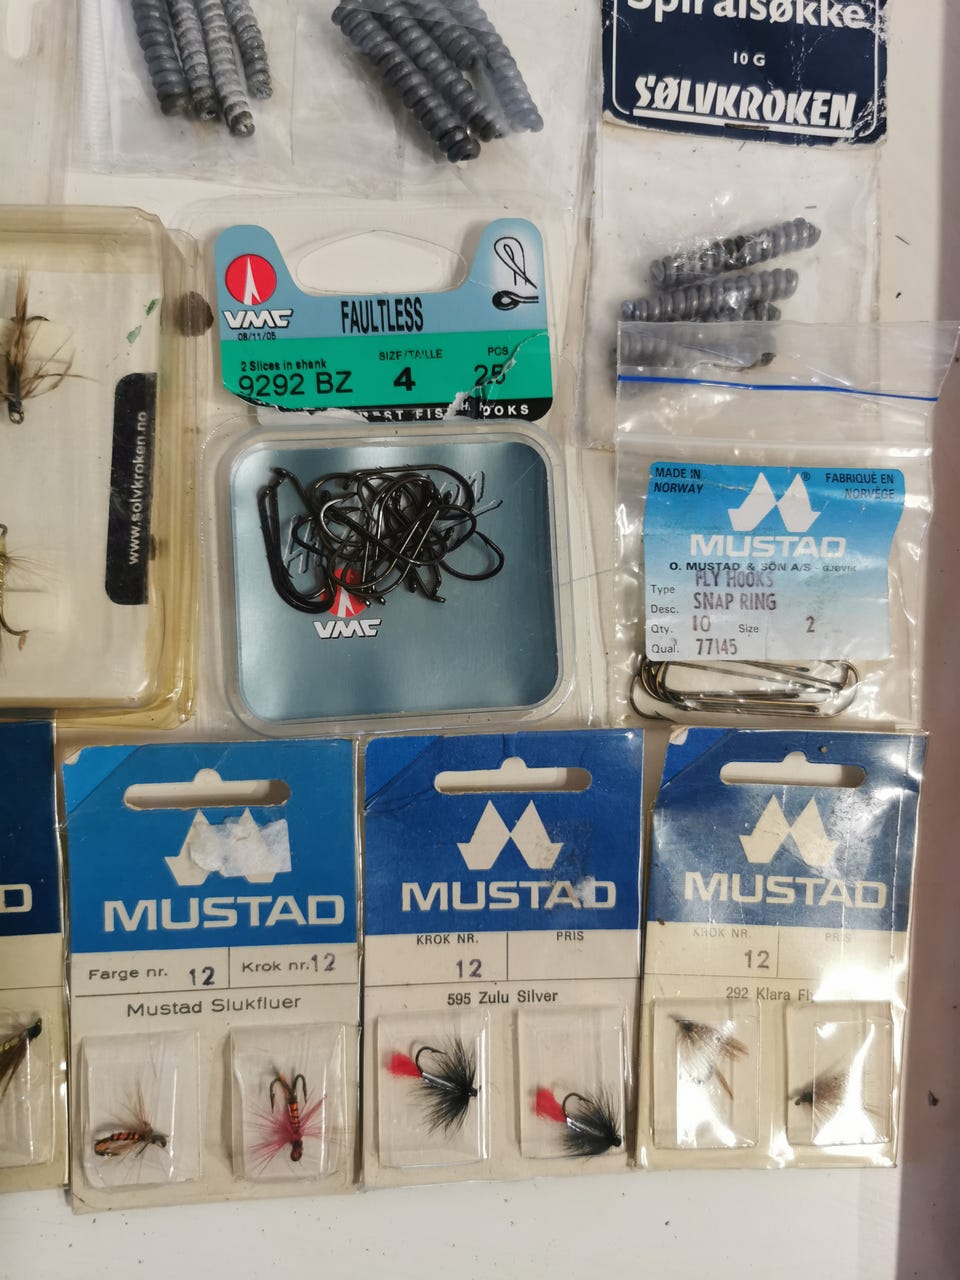 Spiralsøkke
10 G
SØLVKROKEN
VMC
08/11/05
FAULTLESS
2 Slices in shank
9292 BZ
SIZE/TAILLE
4
PCS
25
OKS
www.solvkroken.no
VMC
MADE IN
NORWAY
FABRIQUÉ EN
NORVÈGE
®
MUSTAD
O. MUSTAD & SÖN A/S - GJØVIK
Type FLY HOOKS
Desc. SNAP RING
Qty. 10 Size 2
Qual. 77145
D
MUSTAD
Farge nr. 12
Krok nr. 12
Mustad Slukfluer
MUSTAD
KROK NR.
PRIS
12
595 Zulu Silver
MUSTAD
KROK NR.
PRIS
12
292 Klara Fly